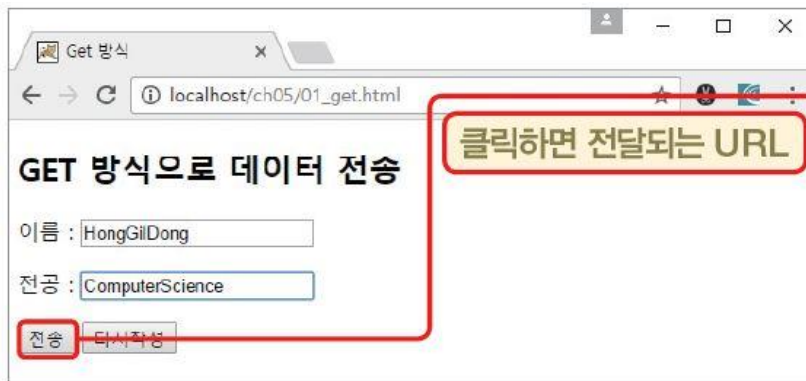 Get 방식
localhost/ch05/01_get.html
클릭하면 전달되는 URL
GET 방식으로 데이터 전송
이름 : HongGilDong
전공 : ComputerScience
전송 다시작성